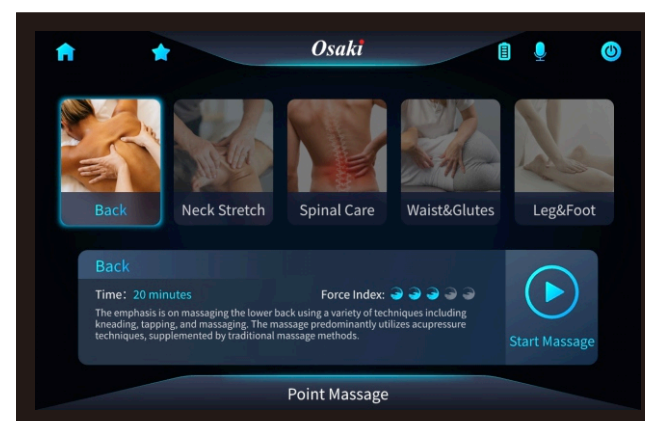 Osaki
Back
Neck Stretch
Spinal Care
Waist&Glutes
Leg&Foot
Back
Time: 20 minutes
Force Index:
The emphasis is on massaging the lower back using a variety of techniques including
kneading, tapping, and massaging. The massage predominantly utilizes acupressure
techniques, supplemented by traditional massage methods.
Start Massage
Point Massage